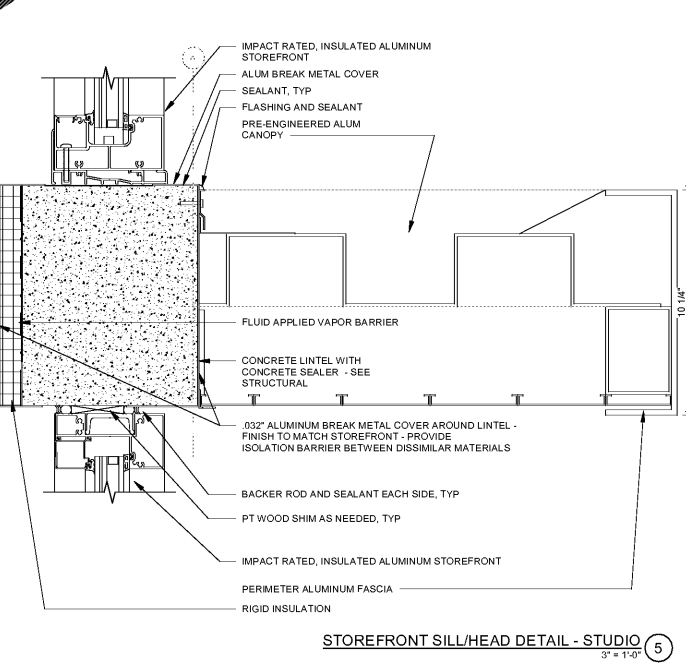 IMPACT RATED, INSULATED ALUMINUM
STOREFRONT
ALUM BREAK METAL COVER
SEALANT, TYP
FLASHING AND SEALANT
PRE-ENGINEERED ALUM
CANOPY
10 1/4"
FLUID APPLIED VAPOR BARRIER
CONCRETE LINTEL WITH
CONCRETE SEALER - SEE
STRUCTURAL
.032" ALUMINUM BREAK METAL COVER AROUND LINTEL -
FINISH TO MATCH STOREFRONT - PROVIDE
ISOLATION BARRIER BETWEEN DISSIMILAR MATERIALS
BACKER ROD AND SEALANT EACH SIDE, TYP
PT WOOD SHIM AS NEEDED, TYP
IMPACT RATED, INSULATED ALUMINUM STOREFRONT
PERIMETER ALUMINUM FASCIA
RIGID INSULATION
STOREFRONT SILL/HEAD DETAIL - STUDIO 5
3" = 1'-0"